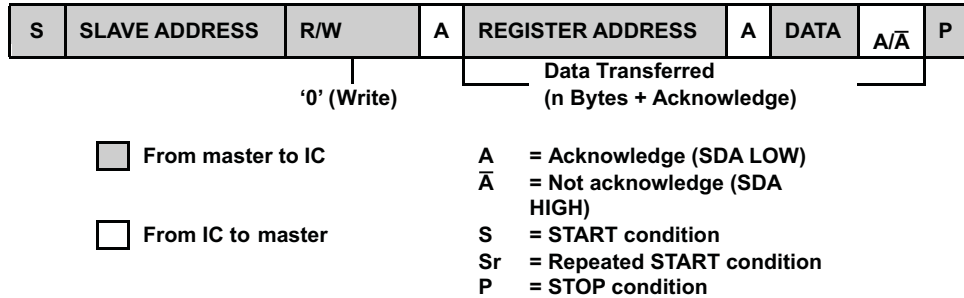 S SLAVE ADDRESS R/W A REGISTER ADDRESS A DATA A/A̅ P
‘0’ (Write)
Data Transferred
(n Bytes + Acknowledge)
From master to IC
From IC to master
A = Acknowledge (SDA LOW)
A̅ = Not acknowledge (SDA
HIGH)
S = START condition
Sr = Repeated START condition
P = STOP condition